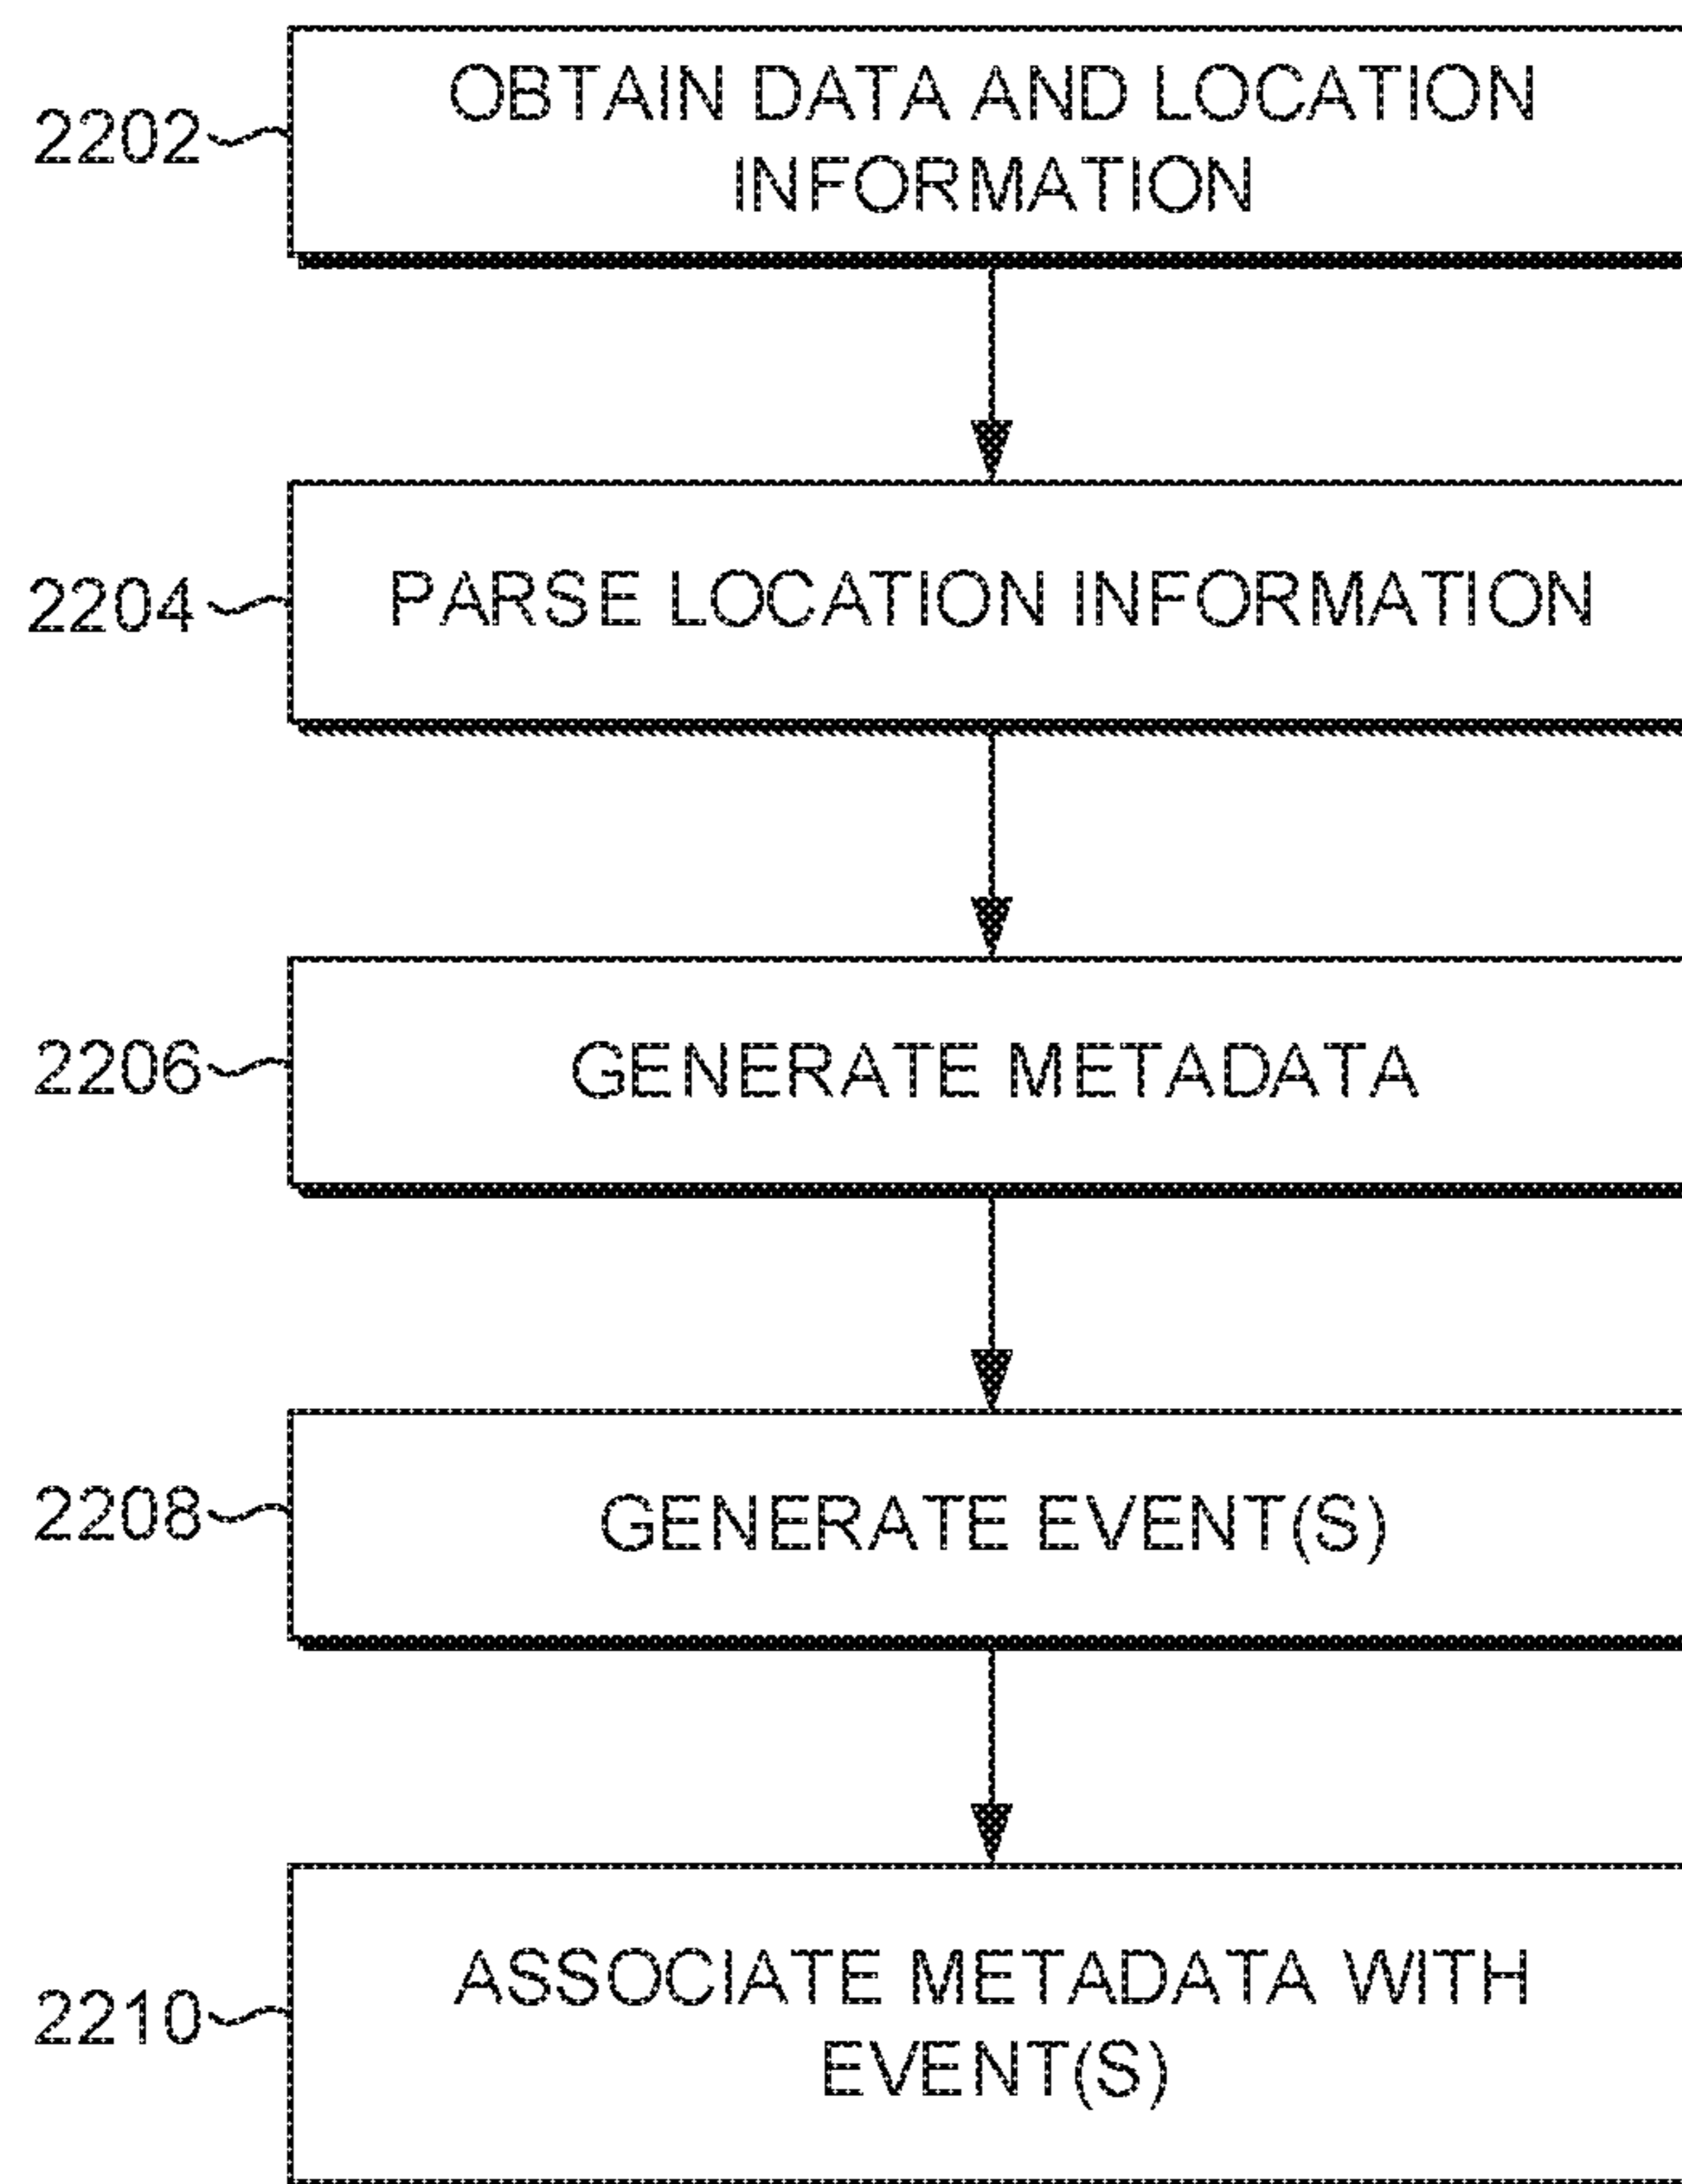 2202
OBTAIN DATA AND LOCATION
INFORMATION
2204
PARSE LOCATION INFORMATION
2206
GENERATE METADATA
2208
GENERATE EVENT(S)
2210
ASSOCIATE METADATA WITH
EVENT(S)